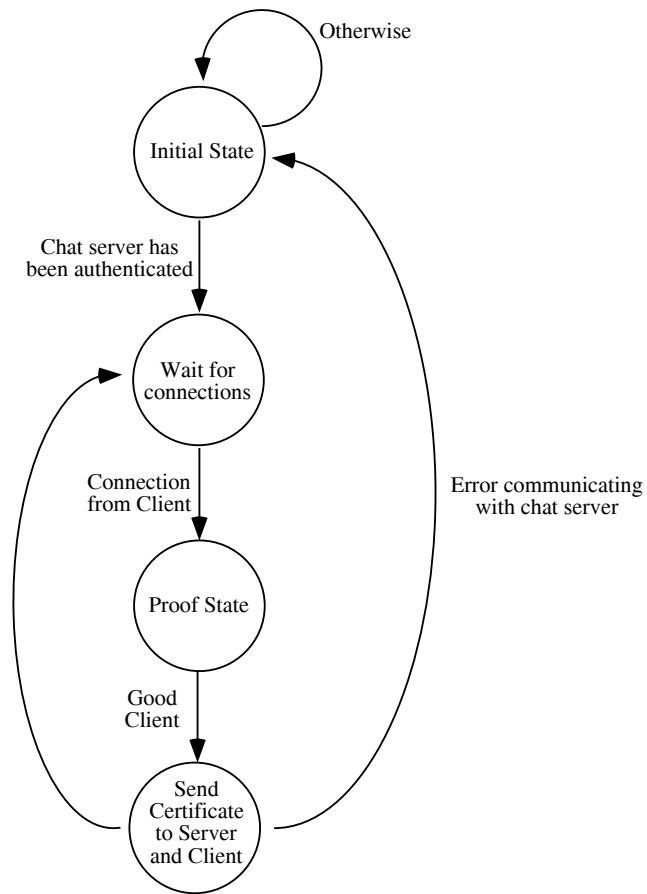 Otherwise
Initial State
Chat server has
been authenticated
Wait for
connections
Connection
from Client
Error communicating
with chat server
Proof State
Good
Client
Send
Certificate
to Server
and Client